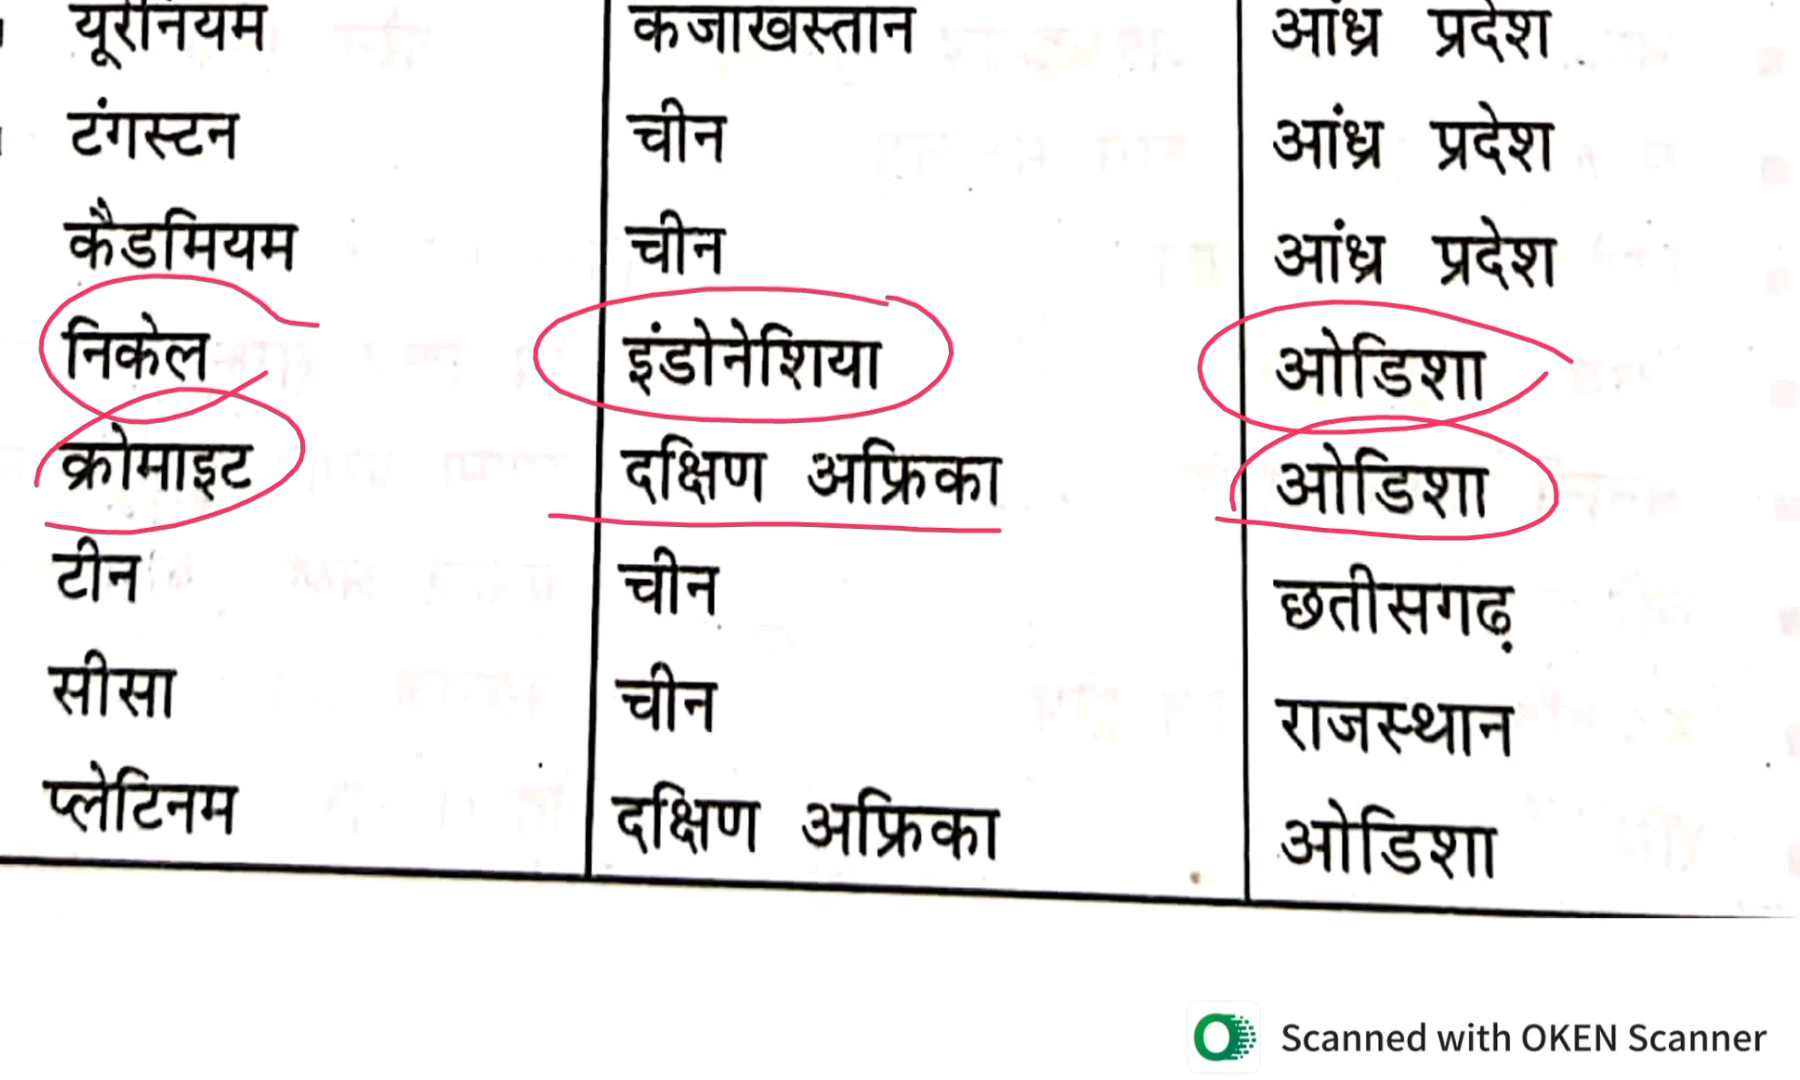 यूरेनियम कजाखस्तान आंध्र प्रदेश
टंगस्टन चीन आंध्र प्रदेश
कैडमियम चीन आंध्र प्रदेश
निकेल इंडोनेशिया ओडिशा
क्रोमाइट दक्षिण अफ्रिका ओडिशा
टीन चीन छतीसगढ़
सीसा चीन राजस्थान
प्लेटिनम दक्षिण अफ्रिका ओडिशा
Scanned with OKEN Scanner